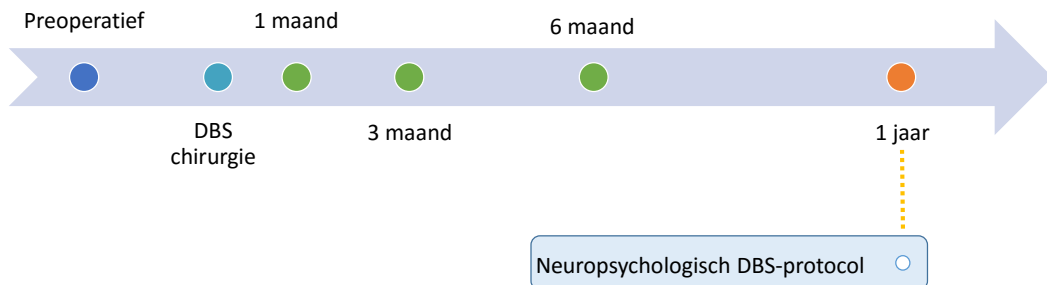 Preoperatief
1 maand
6 maand
DBS
chirurgie
3 maand
1 jaar
Neuropsychologisch DBS-protocol